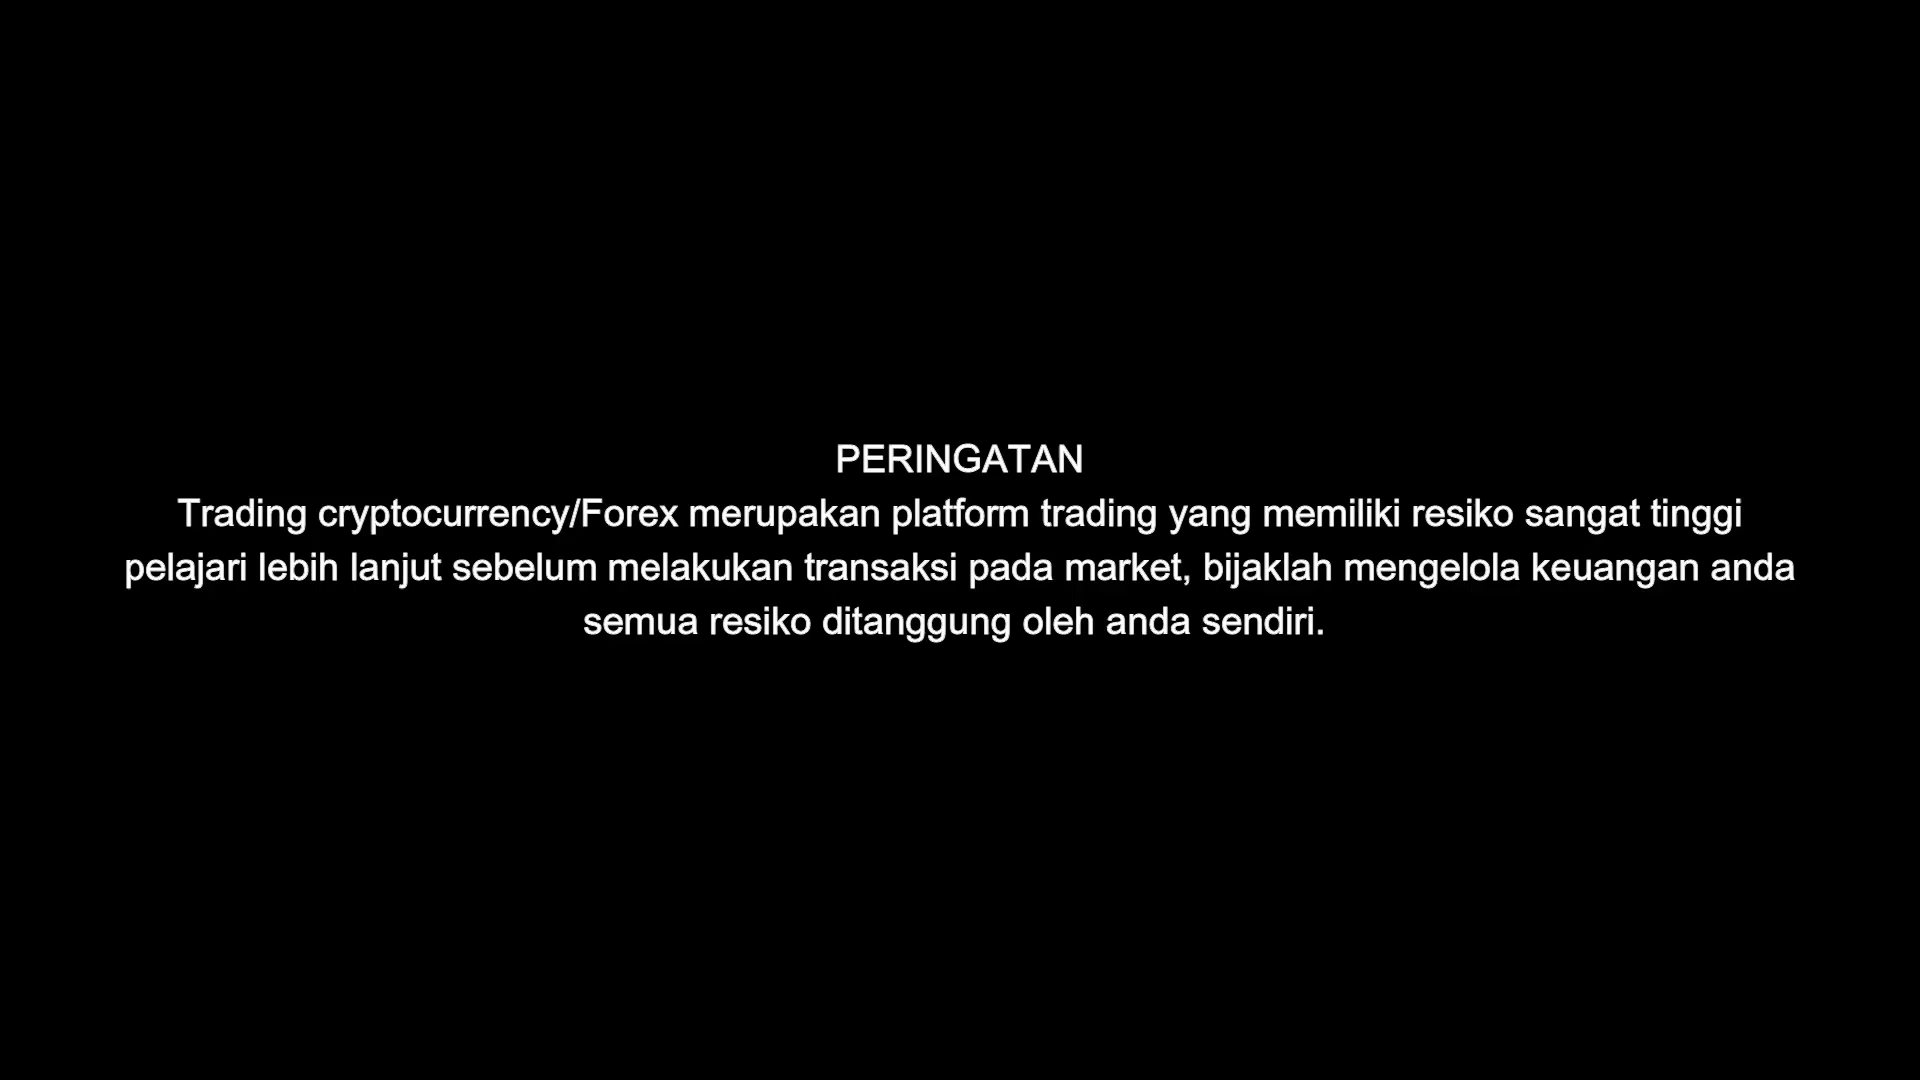 PERINGATAN
Trading cryptocurrency/Forex merupakan platform trading yang memiliki resiko sangat tinggi
pelajari lebih lanjut sebelum melakukan transaksi pada market, bijaklah mengelola keuangan anda
semua resiko ditanggung oleh anda sendiri.